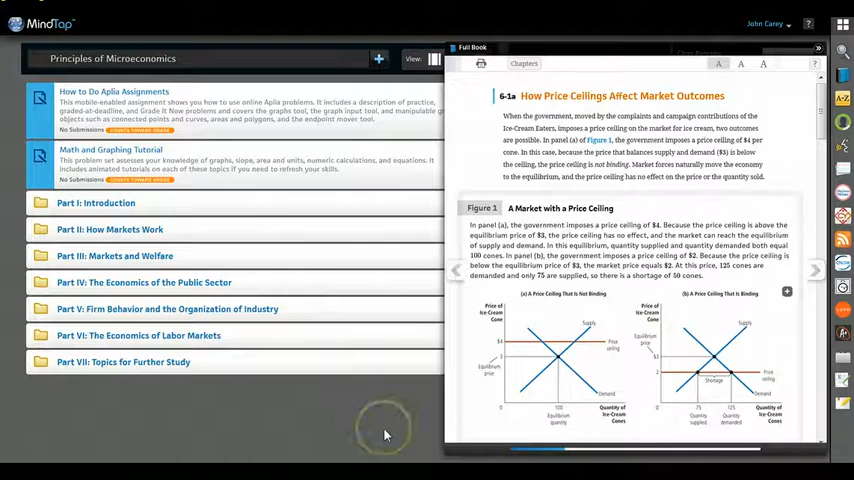 MindTap™
John Carey
?
Principles of Microeconomics
+
View:
How to Do Aplia Assignments
This mobile-enabled assignment shows you how to use online Aplia problems. It includes a description of practice,
graded-at-deadline, and Grade It Now problems and covers the graphs tool, the graph input tool, and manipulating
objects such as connected points and curves, areas and polygons, and the endpoint mover tool.
No Submissions COUNTS TOWARD GRADE
Math and Graphing Tutorial
This problem set assesses your knowledge of graphs, slope, area and units, numeric calculations, and equations. It
includes animated tutorials on each of these topics if you need to refresh your skills.
No Submissions COUNTS TOWARD GRADE
Part I: Introduction
Part II: How Markets Work
Part III: Markets and Welfare
Part IV: The Economics of the Public Sector
Part V: Firm Behavior and the Organization of Industry
Part VI: The Economics of Labor Markets
Part VII: Topics for Further Study
Full Book
Chapters
A A A ?
6-1a How Price Ceilings Affect Market Outcomes
When the government, moved by the complaints and campaign contributions of the
Ice-Cream Eaters, imposes a price ceiling on the market for ice cream, two outcomes
are possible. In panel (a) of Figure 1, the government imposes a price ceiling of $4 per
cone. In this case, because the price that balances supply and demand ($3) is below
the ceiling, the price ceiling is not binding. Market forces naturally move the economy
to the equilibrium, and the price ceiling has no effect on the price or the quantity sold.
Figure 1 A Market with a Price Ceiling
In panel (a), the government imposes a price ceiling of $4. Because the price ceiling is above the
equilibrium price of $3, the price ceiling has no effect, and the market can reach the equilibrium
of supply and demand. In this equilibrium, quantity supplied and quantity demanded both equal
100 cones. In panel (b), the government imposes a price ceiling of $2. Because the price ceiling is
below the equilibrium price of $3, the market price equals $2. At this price, 125 cones are
demanded and only 75 are supplied, so there is a shortage of 50 cones.
(a) A Price Ceiling That Is Not Binding
Price of
Ice-Cream
Cone
Supply
$4
Price
ceiling
3
Equilibrium
price
Demand
0
100
Equilibrium
quantity
Quantity of
Ice-Cream
Cones
(b) A Price Ceiling That Is Binding
Price of
Ice-Cream
Cone
Supply
Equilibrium
price
$3
2
Price
ceiling
Shortage
Demand
0
75
Quantity
supplied
125
Quantity
demanded
Quantity of
Ice-Cream
Cones
A-Z
A+